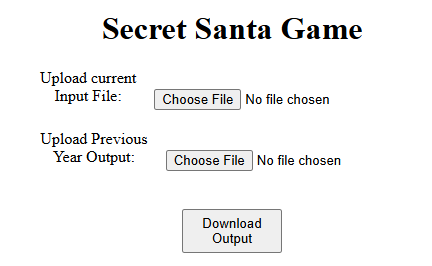 Secret Santa Game
Upload current
Input File:
Choose File No file chosen
Upload Previous
Year Output:
Choose File No file chosen
Download
Output